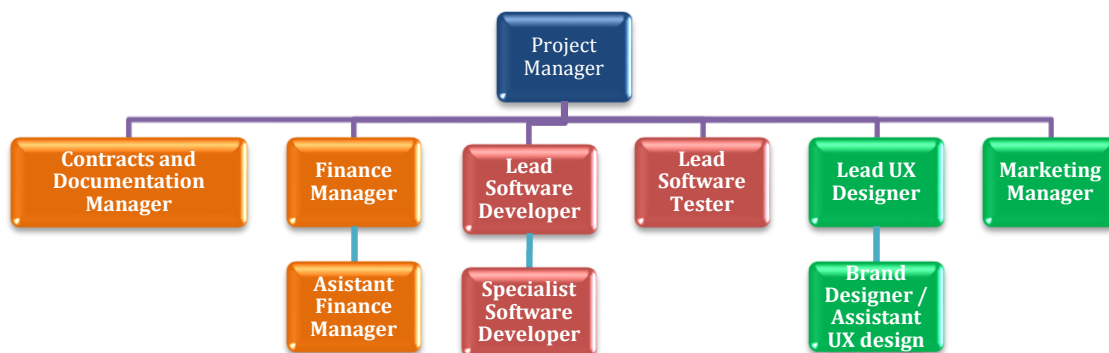 Project
Manager
Contracts and
Documentation
Manager
Finance
Manager
Lead
Software
Developer
Lead
Software
Tester
Lead UX
Designer
Marketing
Manager
Asistant
Finance
Manager
Specialist
Software
Developer
Brand
Designer /
Assistant
UX design